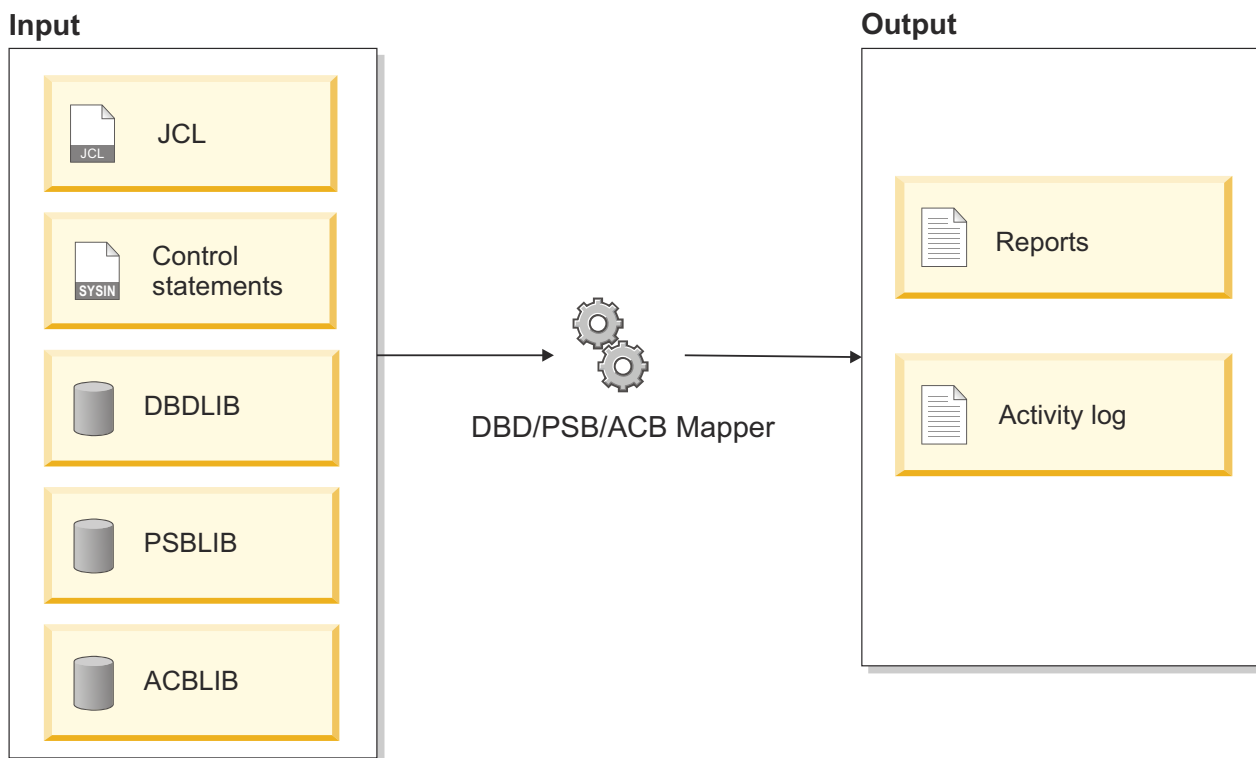 Input
JCL
JCL
SYSIN
Control
statements
DBDLIB
PSBLIB
ACBLIB
DBD/PSB/ACB Mapper
Output
Reports
Activity log